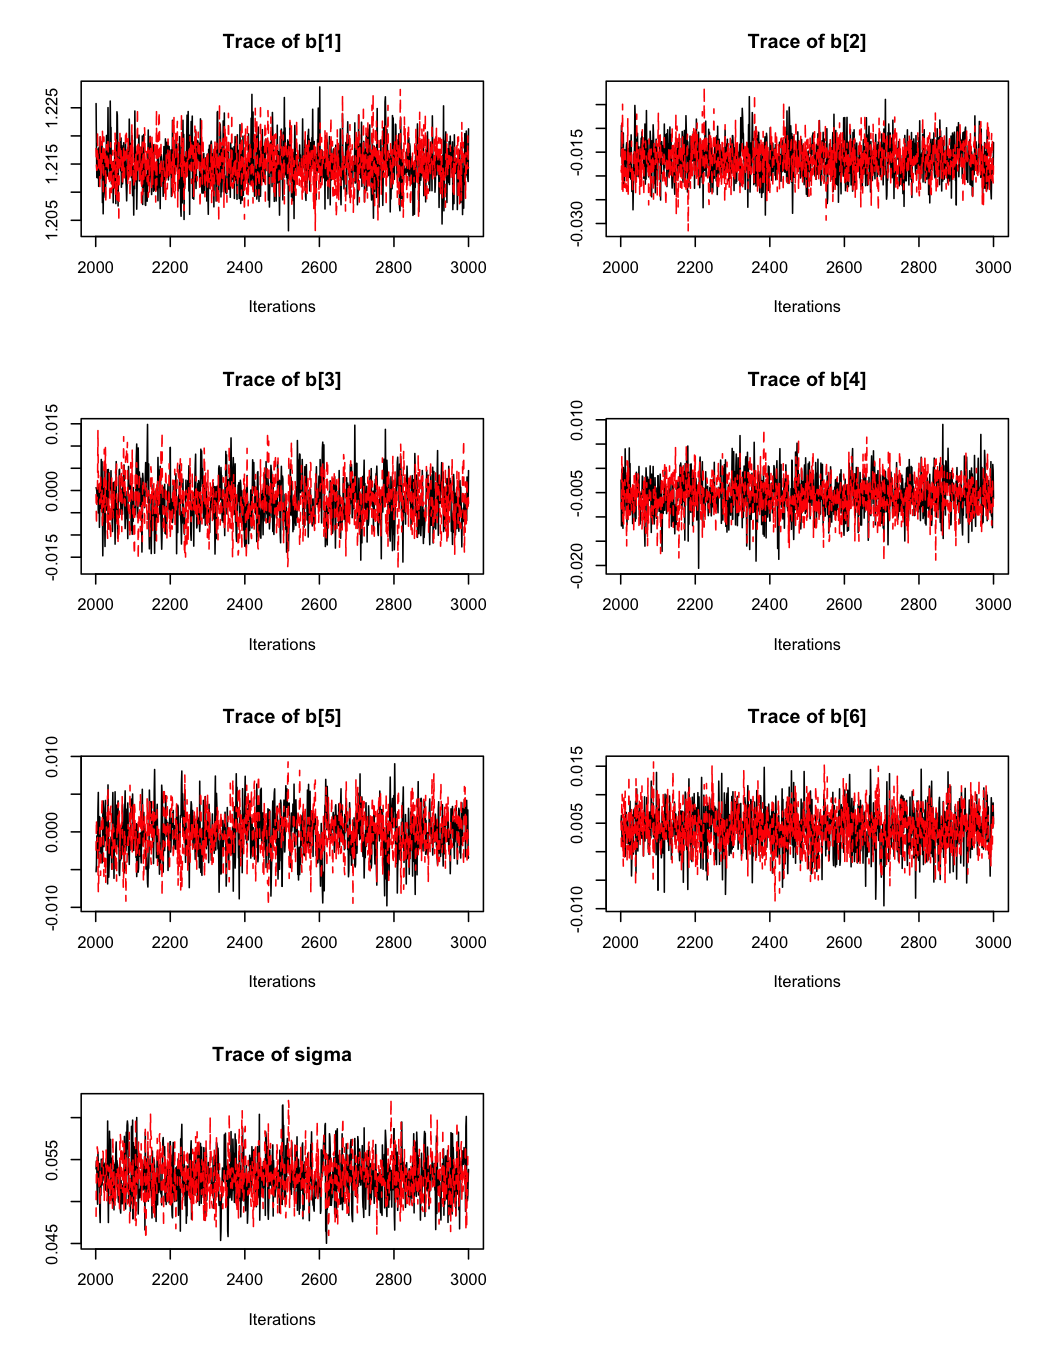 Trace of b[1]
1.225
1.215
1.205
2000 2200 2400 2600 2800 3000
Iterations
Trace of b[2]
-0.015
-0.030
2000 2200 2400 2600 2800 3000
Iterations
Trace of b[3]
0.015
0.000
-0.015
2000 2200 2400 2600 2800 3000
Iterations
Trace of b[4]
0.010
-0.005
-0.020
2000 2200 2400 2600 2800 3000
Iterations
Trace of b[5]
0.010
0.000
-0.010
2000 2200 2400 2600 2800 3000
Iterations
Trace of b[6]
0.015
0.005
-0.010
2000 2200 2400 2600 2800 3000
Iterations
Trace of sigma
0.055
0.045
2000 2200 2400 2600 2800 3000
Iterations